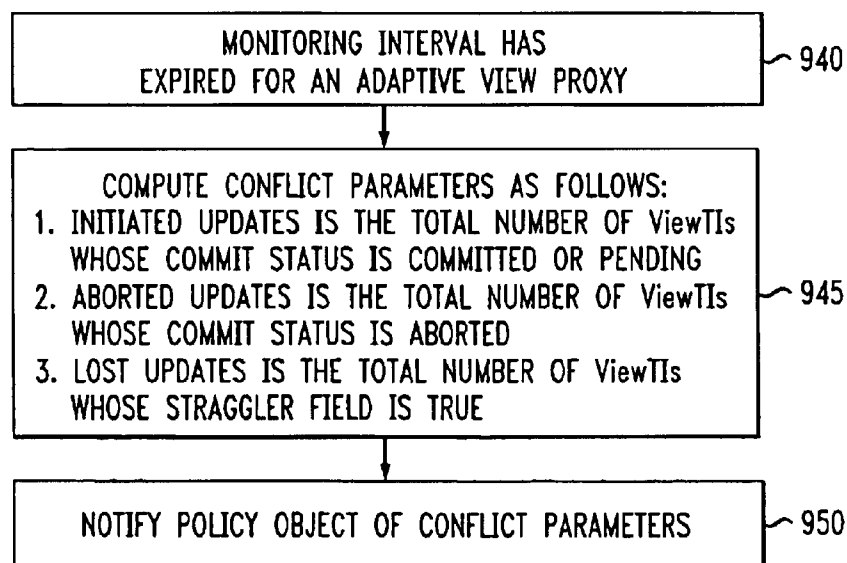 MONITORING INTERVAL HAS
EXPIRED FOR AN ADAPTIVE VIEW PROXY
940
COMPUTE CONFLICT PARAMETERS AS FOLLOWS:
1. INITIATED UPDATES IS THE TOTAL NUMBER OF ViewTIs
WHOSE COMMIT STATUS IS COMMITTED OR PENDING
2. ABORTED UPDATES IS THE TOTAL NUMBER OF ViewTIs
WHOSE COMMIT STATUS IS ABORTED
3. LOST UPDATES IS THE TOTAL NUMBER OF ViewTIs
WHOSE STRAGGLER FIELD IS TRUE
945
NOTIFY POLICY OBJECT OF CONFLICT PARAMETERS
950